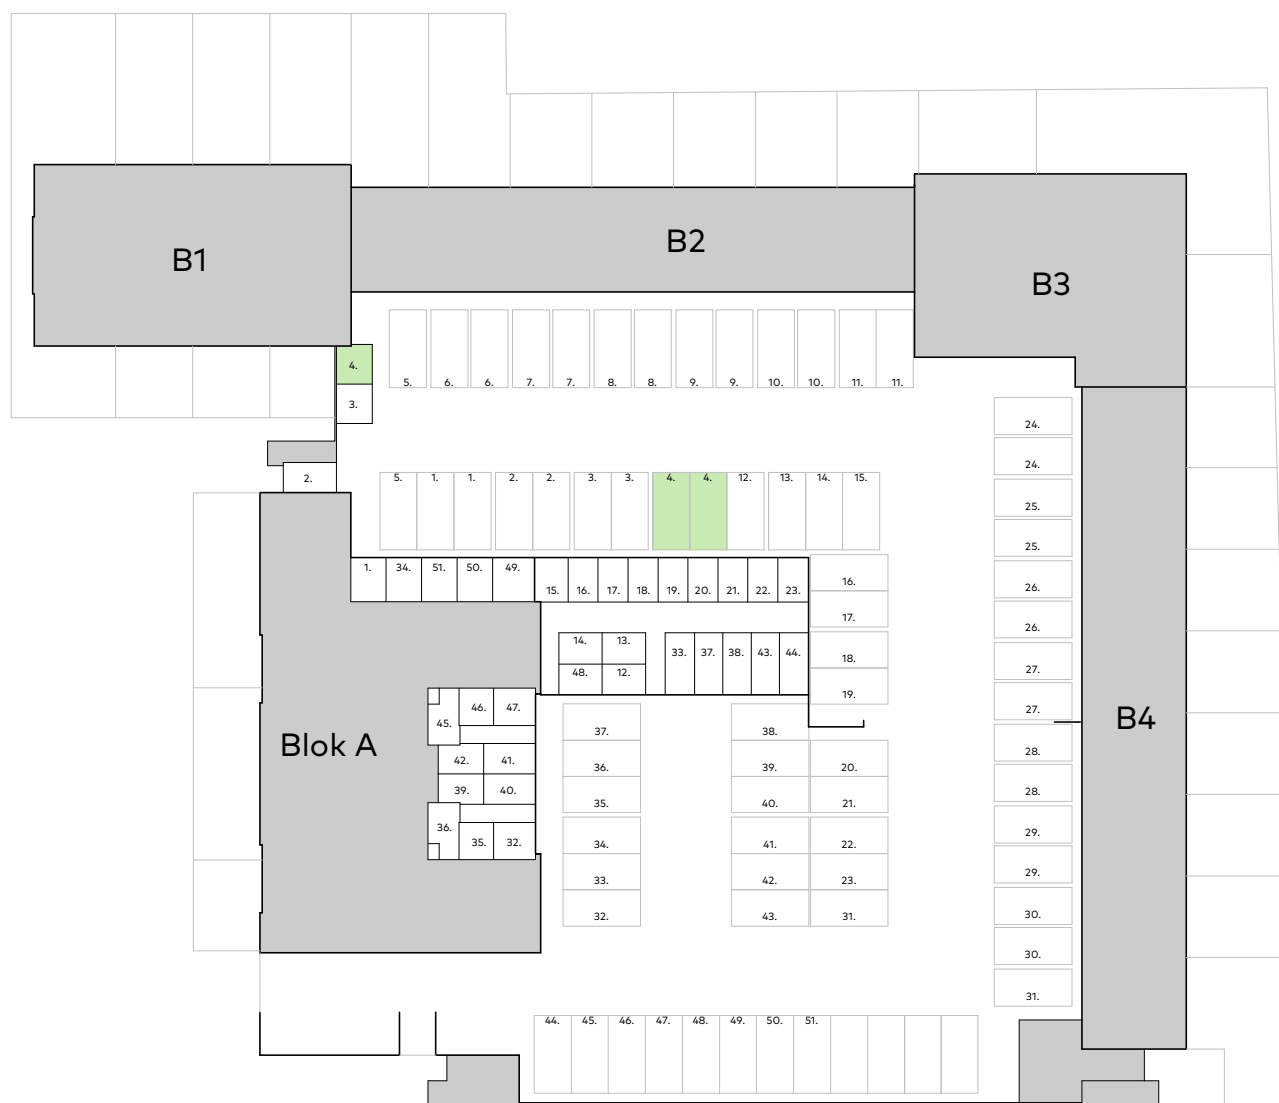 B1
B2
B3
4.
3.
5. 6. 6. 7. 7. 8. 8. 9. 9. 10. 10. 11. 11.
2.
5. 1. 1. 2. 2. 3. 3. 4. 4. 12. 13. 14. 15.
1. 34. 51. 50. 49.
15. 16. 17. 18. 19. 20. 21. 22. 23.
16.
17.
18.
19.
14. 13.
48. 12.
33. 37. 38. 43. 44.
24.
24.
25.
25.
26.
26.
27.
27.
28.
28.
29.
29.
30.
30.
31.
B4
Blok A
45. 46. 47.
42. 41.
39. 40.
36. 35. 32.
37.
36.
35.
34.
33.
32.
38.
39. 20.
40. 21.
41. 22.
42. 23.
43. 31.
44. 45. 46. 47. 48. 49. 50. 51.